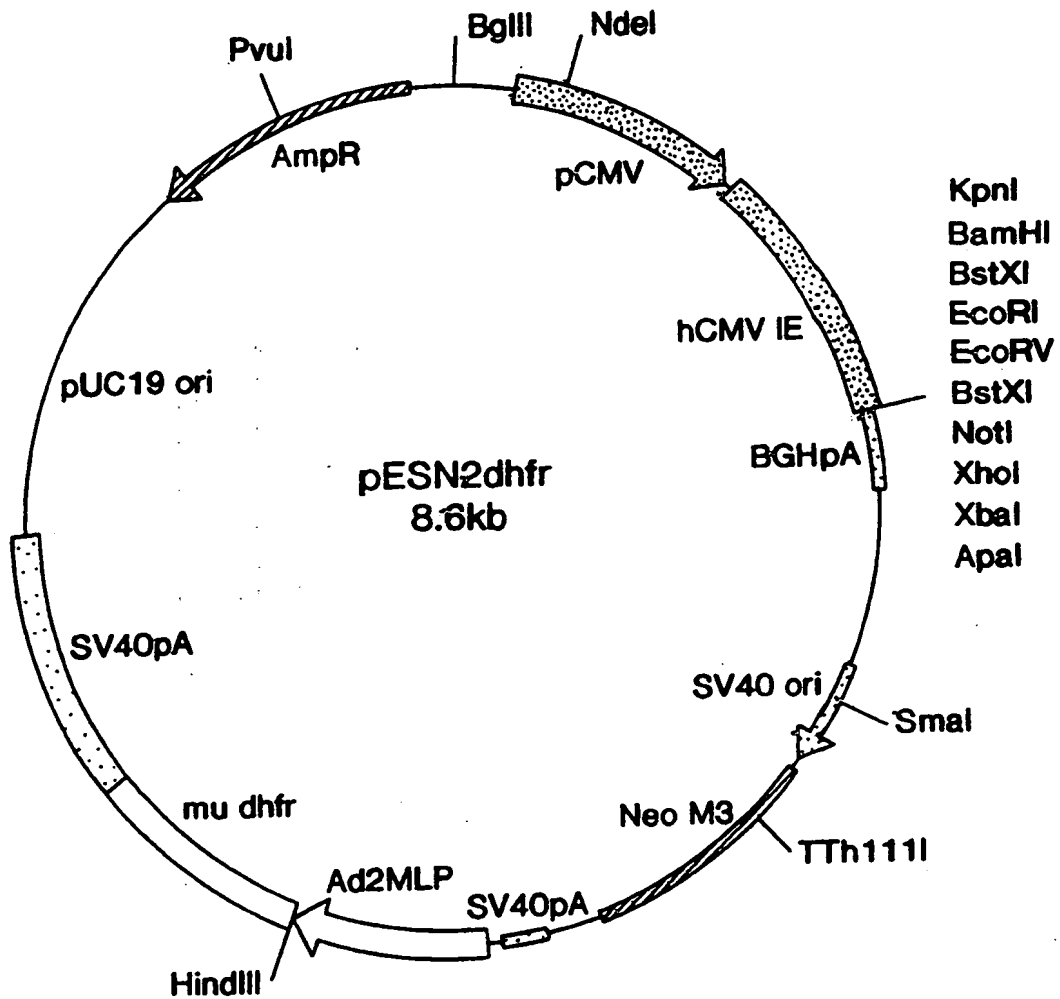 BglII
NdeI
PvuI
AmpR
pCMV
KpnI
BamHI
BstXI
EcoRI
EcoRV
BstXI
NotI
XhoI
XbaI
ApaI
hCMV IE
pUC19 ori
BGHpA
pESN2dhfr
8.6kb
SV40pA
SV40 ori
SmaI
mu dhfr
Neo M3
TTh111I
Ad2MLP
SV40pA
HindIII